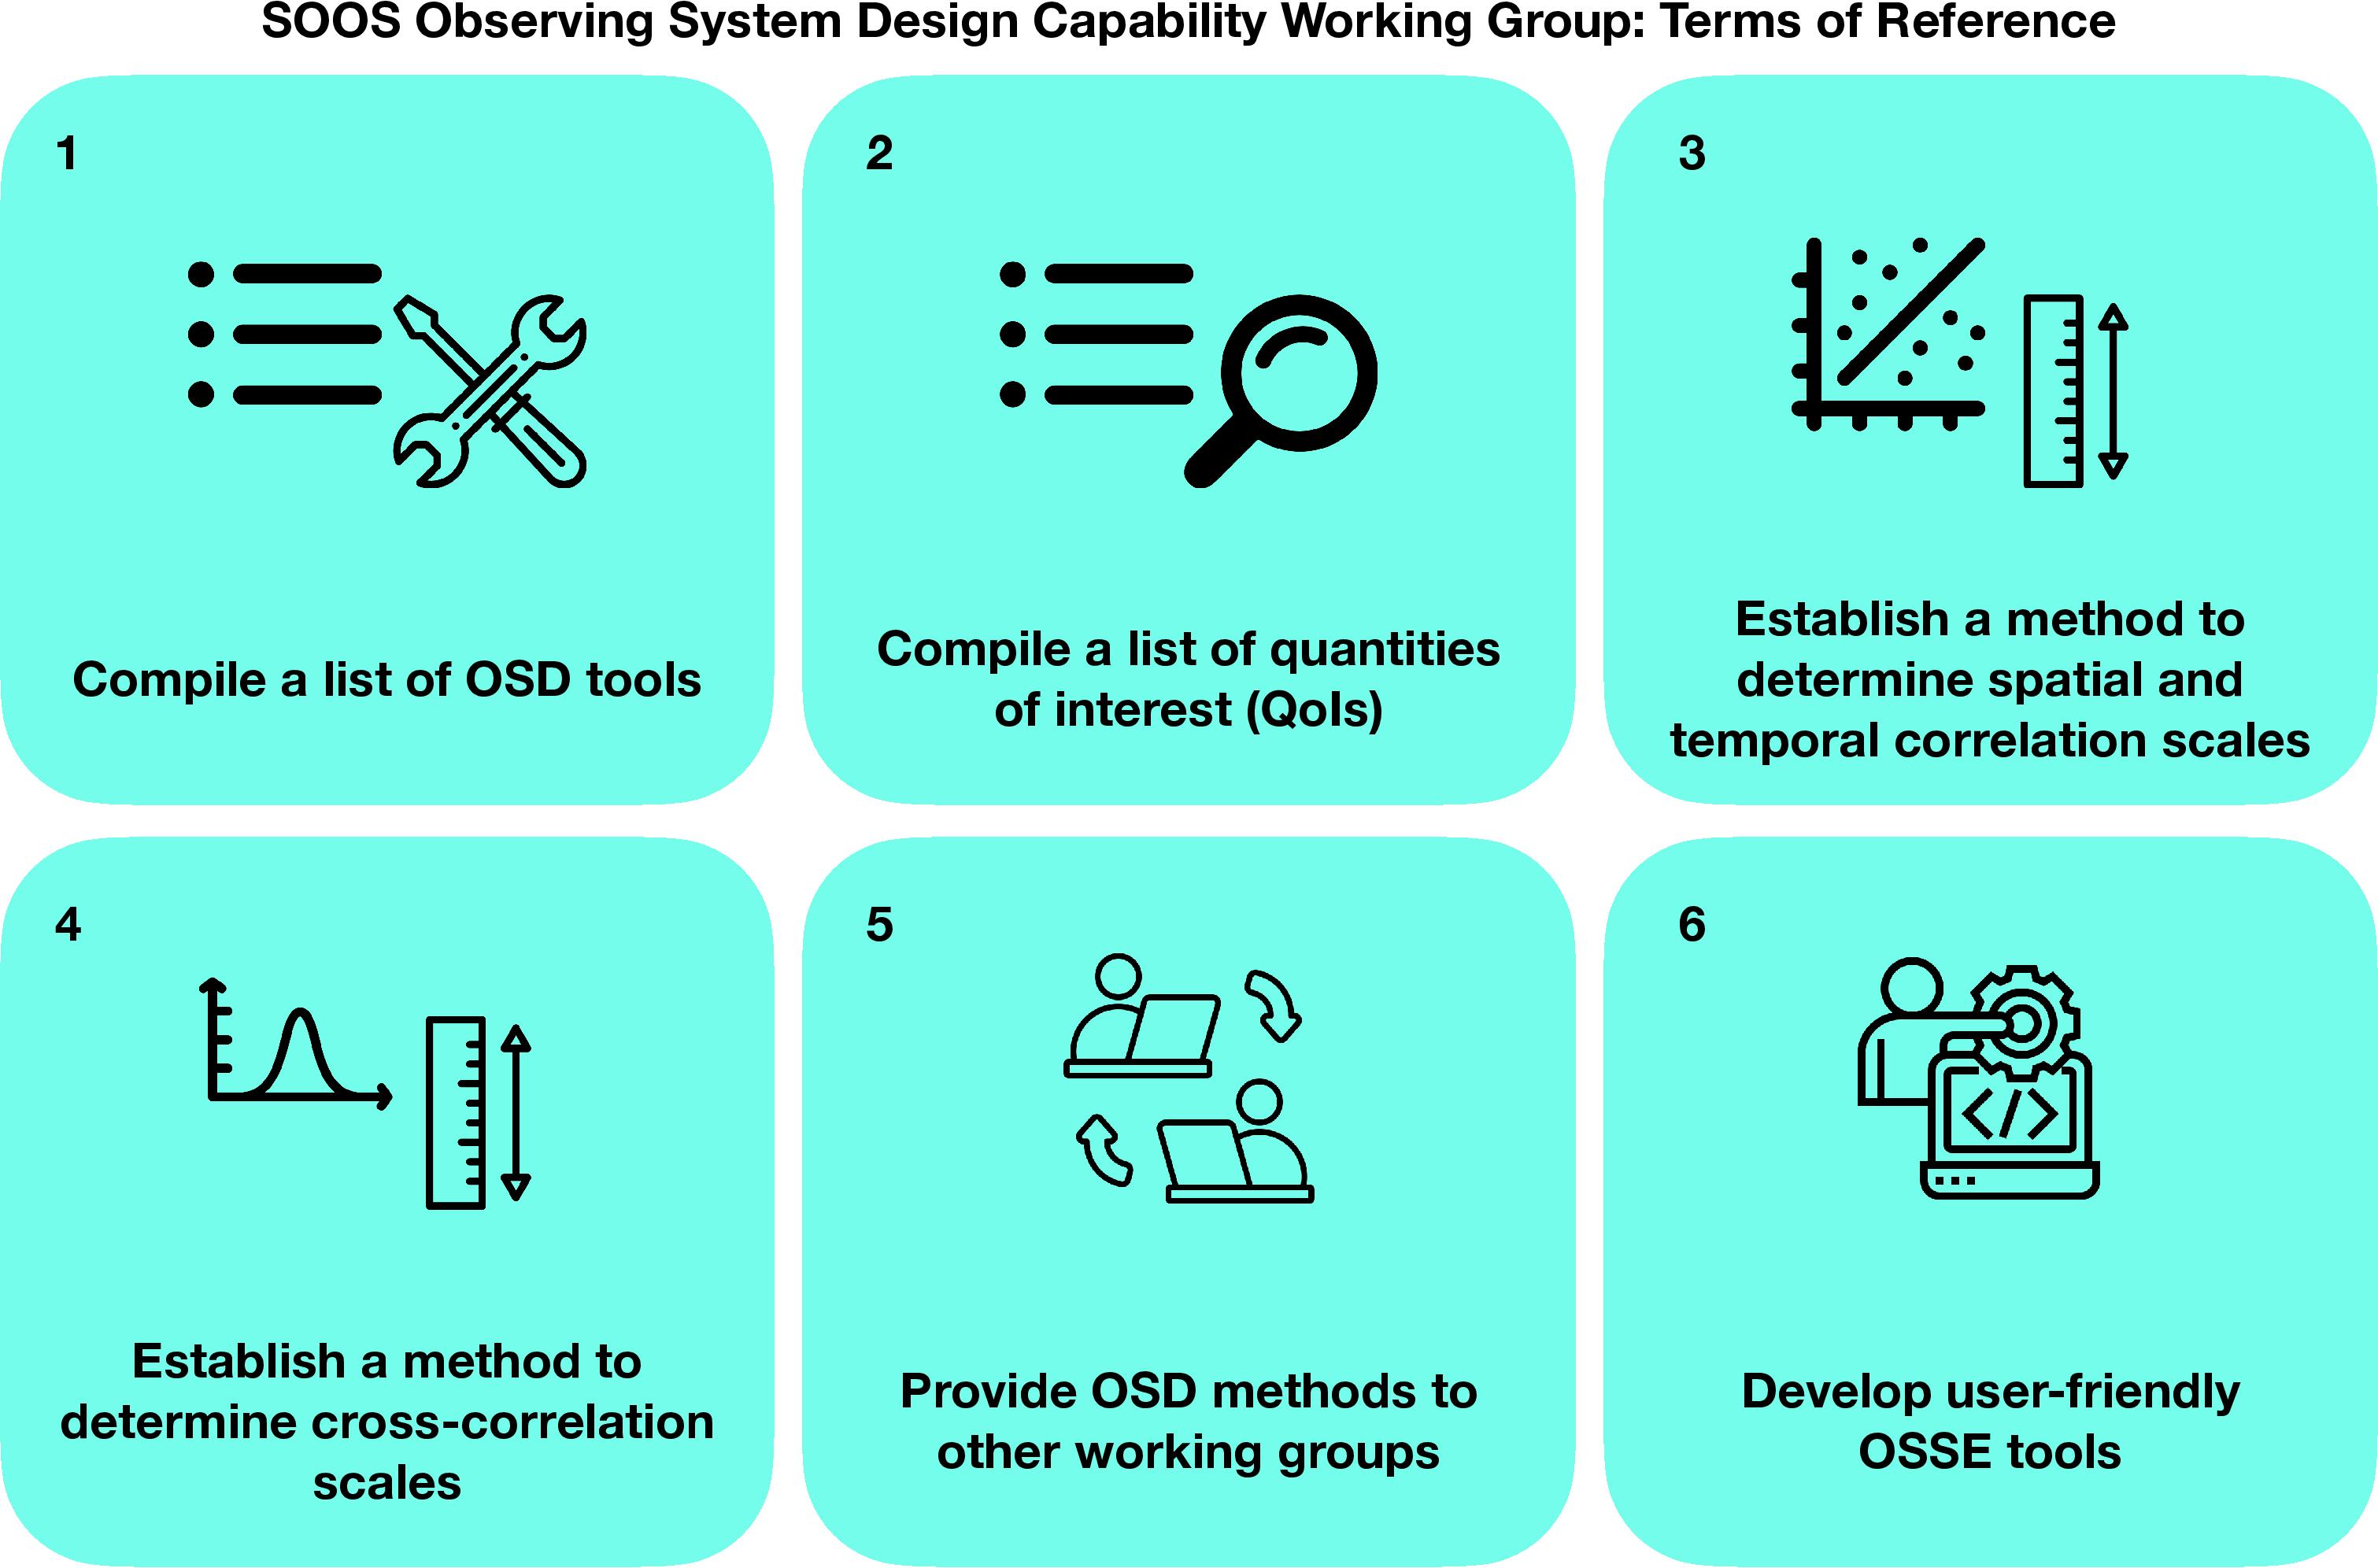 SOOS Observing System Design Capability Working Group: Terms of Reference
1
Compile a list of OSD tools
2
Compile a list of quantities
of interest (QoIs)
3
Establish a method to
determine spatial and
temporal correlation scales
4
Establish a method to
determine cross-correlation
scales
5
Provide OSD methods to
other working groups
6
</>
Develop user-friendly
OSSE tools